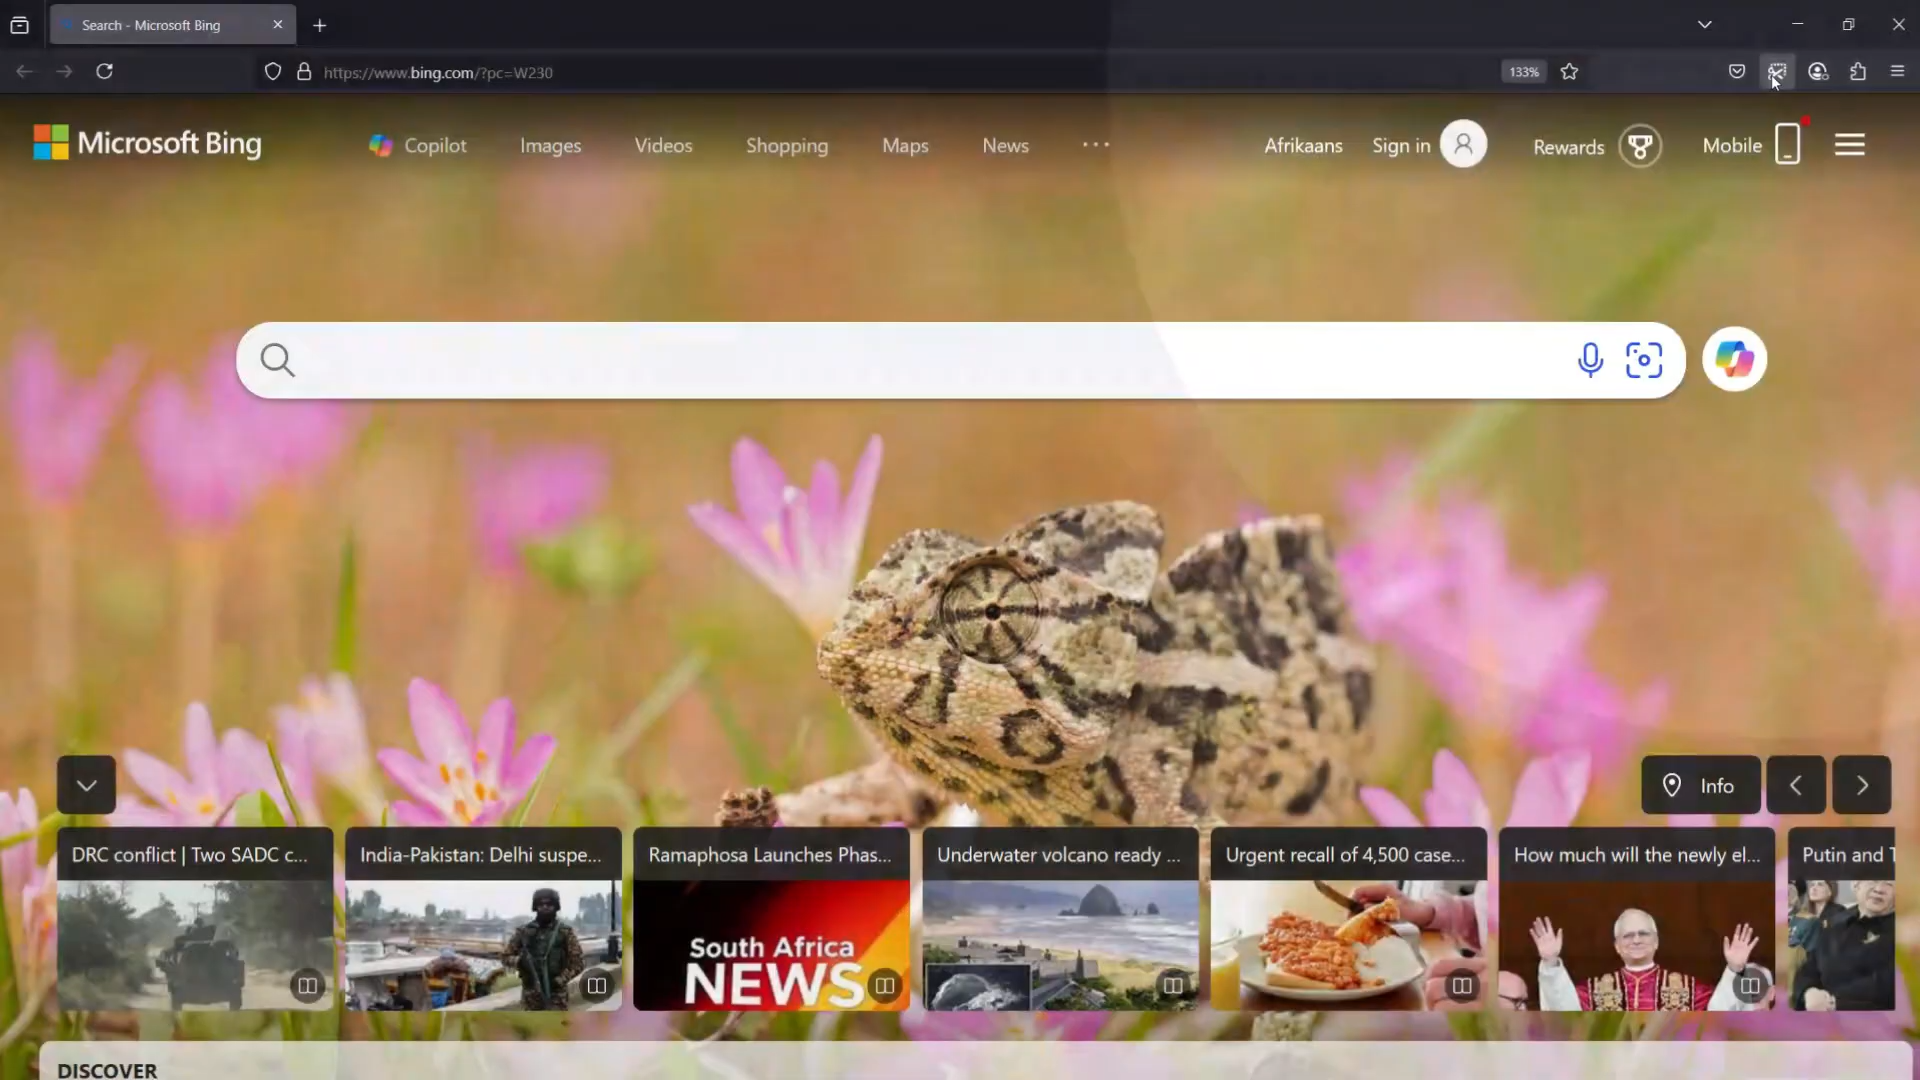 Search - Microsoft Bing
https://www.bing.com/?pc=W230
133%
Microsoft Bing
Copilot
Images
Videos
Shopping
Maps
News
Afrikaans
Sign in
Rewards
Mobile
Info
DRC conflict | Two SADC c...
India-Pakistan: Delhi suspe...
Ramaphosa Launches Phas...
Underwater volcano ready ...
Urgent recall of 4,500 case...
How much will the newly el...
Putin and
South Africa
NEWS
DISCOVER